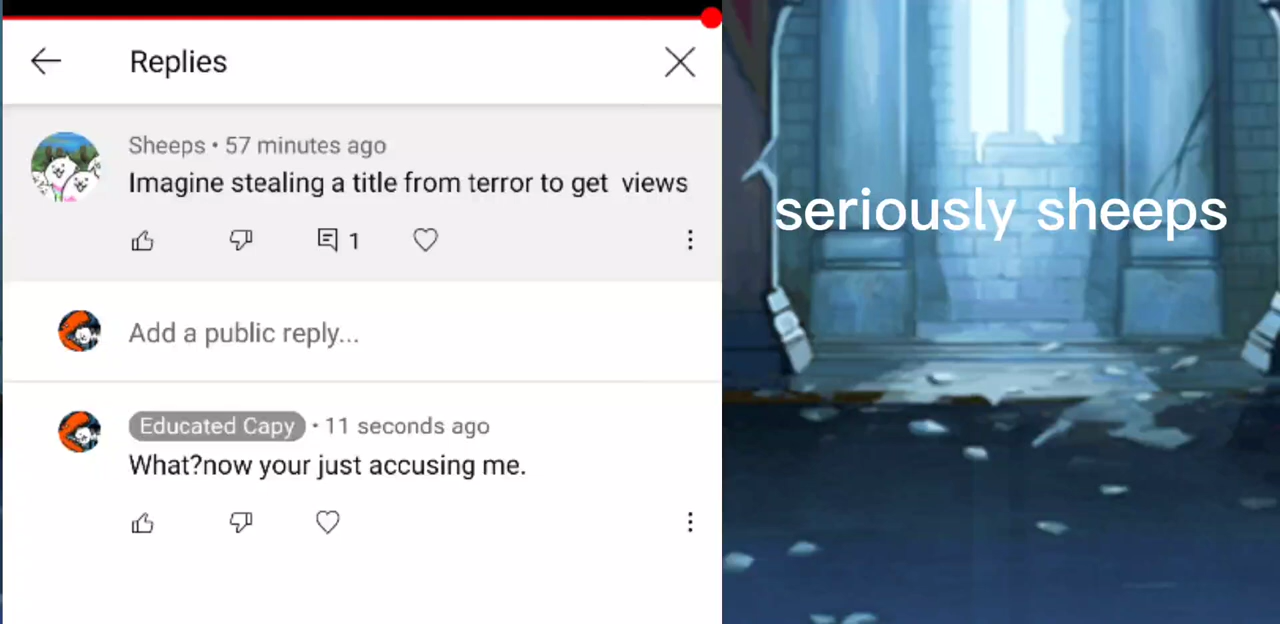 Replies
Sheeps • 57 minutes ago
Imagine stealing a title from terror to get  views
1
Add a public reply...
Educated Capy • 11 seconds ago
What?now your just accusing me.
seriously sheeps